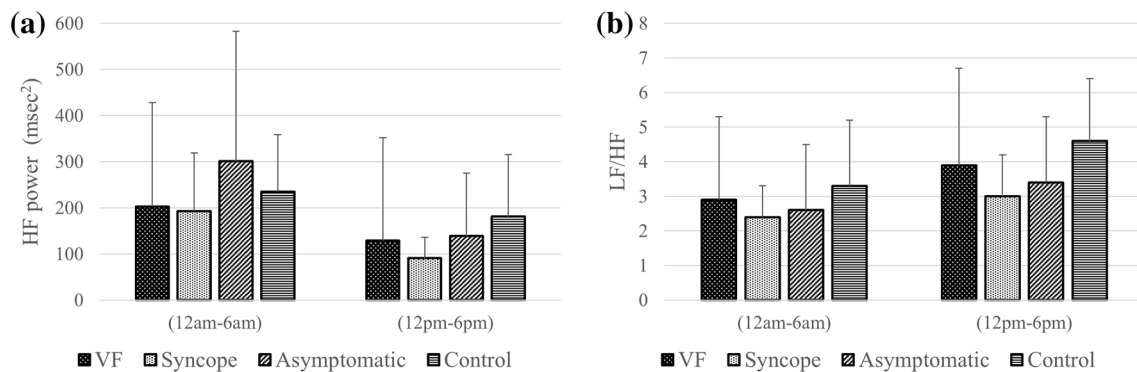 (a)
HF power (msec²)
600
500
400
300
200
100
0
(12am-6am) (12pm-6pm)
VF Syncope Asymptomatic Control
(b)
LF/HF
8
7
6
5
4
3
2
1
0
(12am-6am) (12pm-6pm)
VF Syncope Asymptomatic Control